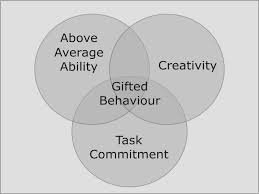 Above
Average
Ability
Creativity
Gifted
Behaviour
Task
Commitment